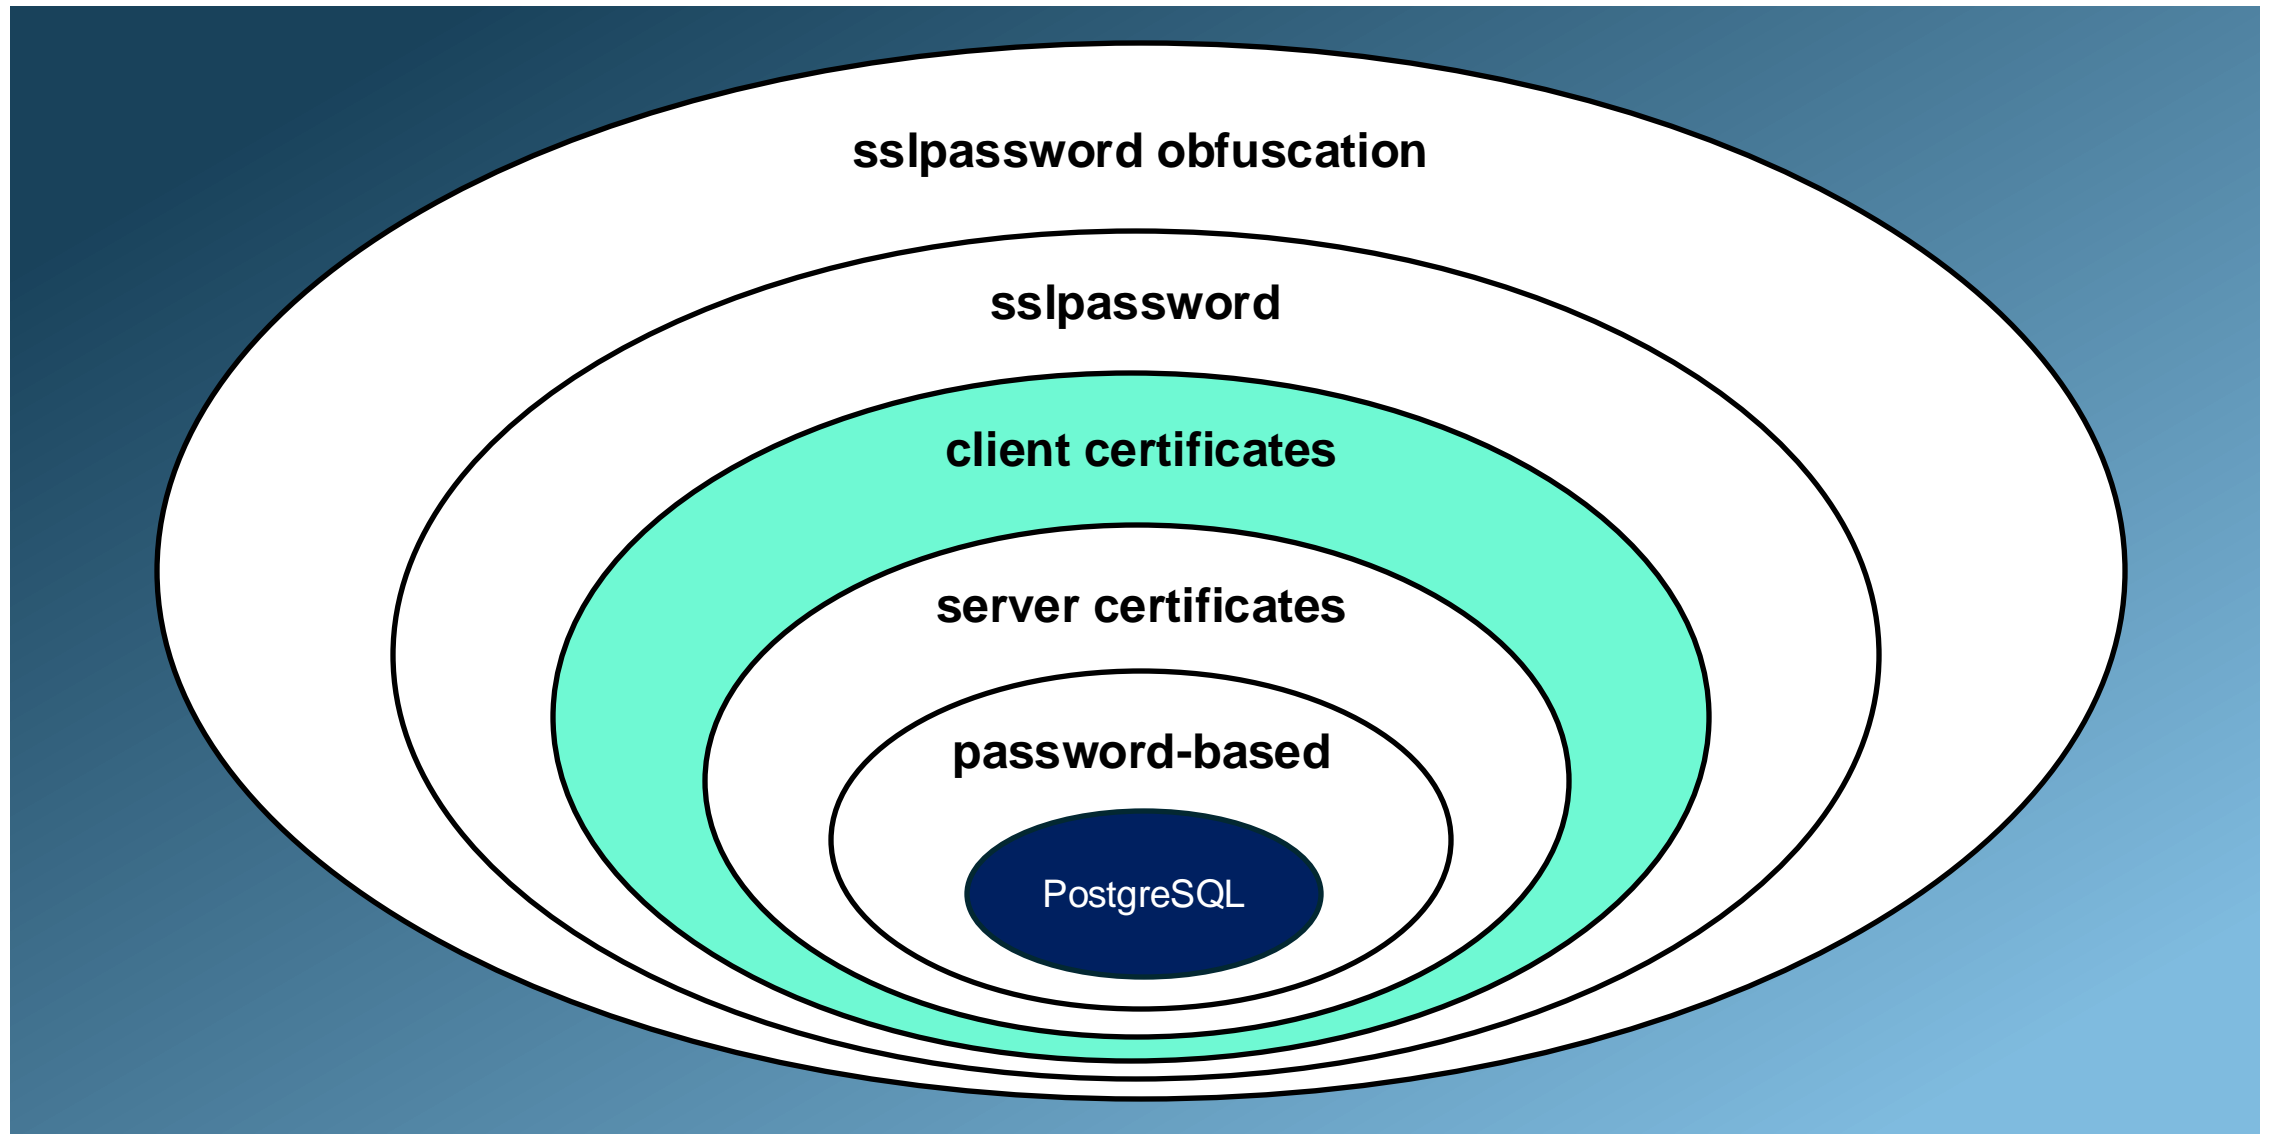 sslpassword obfuscation
sslpassword
client certificates
server certificates
password-based
PostgreSQL